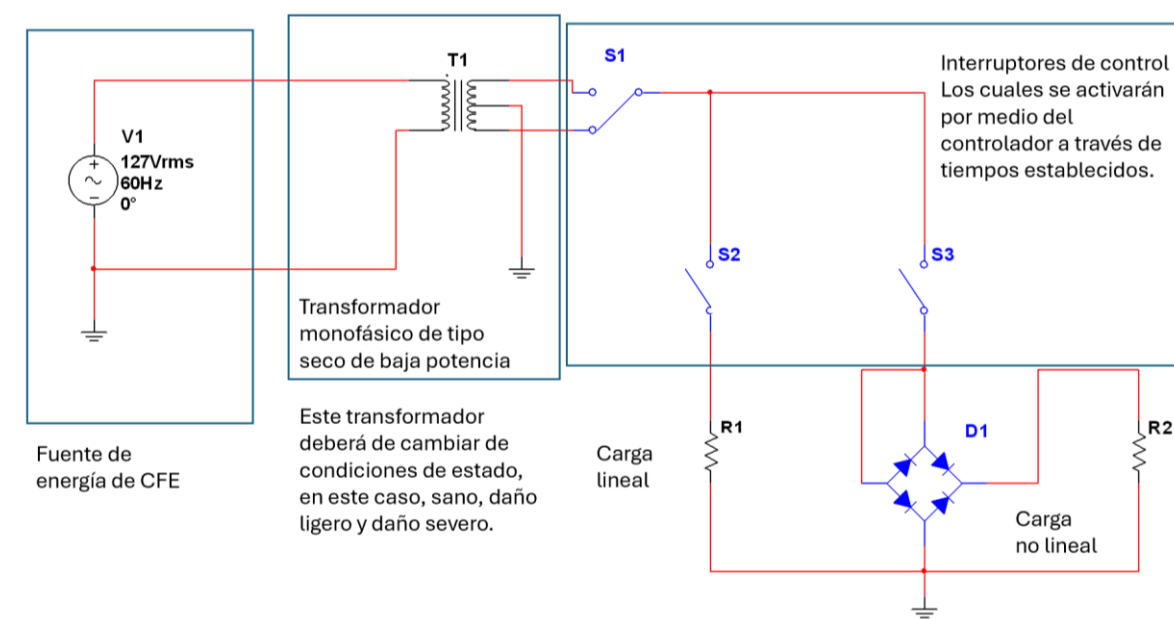 T1
S1
Interruptores de control
Los cuales se activarán
por medio del
controlador a través de
tiempos establecidos.
V1
127Vrms
60Hz
0°
S2
S3
Transformador
monofásico de tipo
seco de baja potencia
Este transformador
deberá de cambiar de
condiciones de estado,
en este caso, sano, daño
ligero y daño severo.
Fuente de
energía de CFE
Carga
lineal
R1
D1
R2
Carga
no lineal